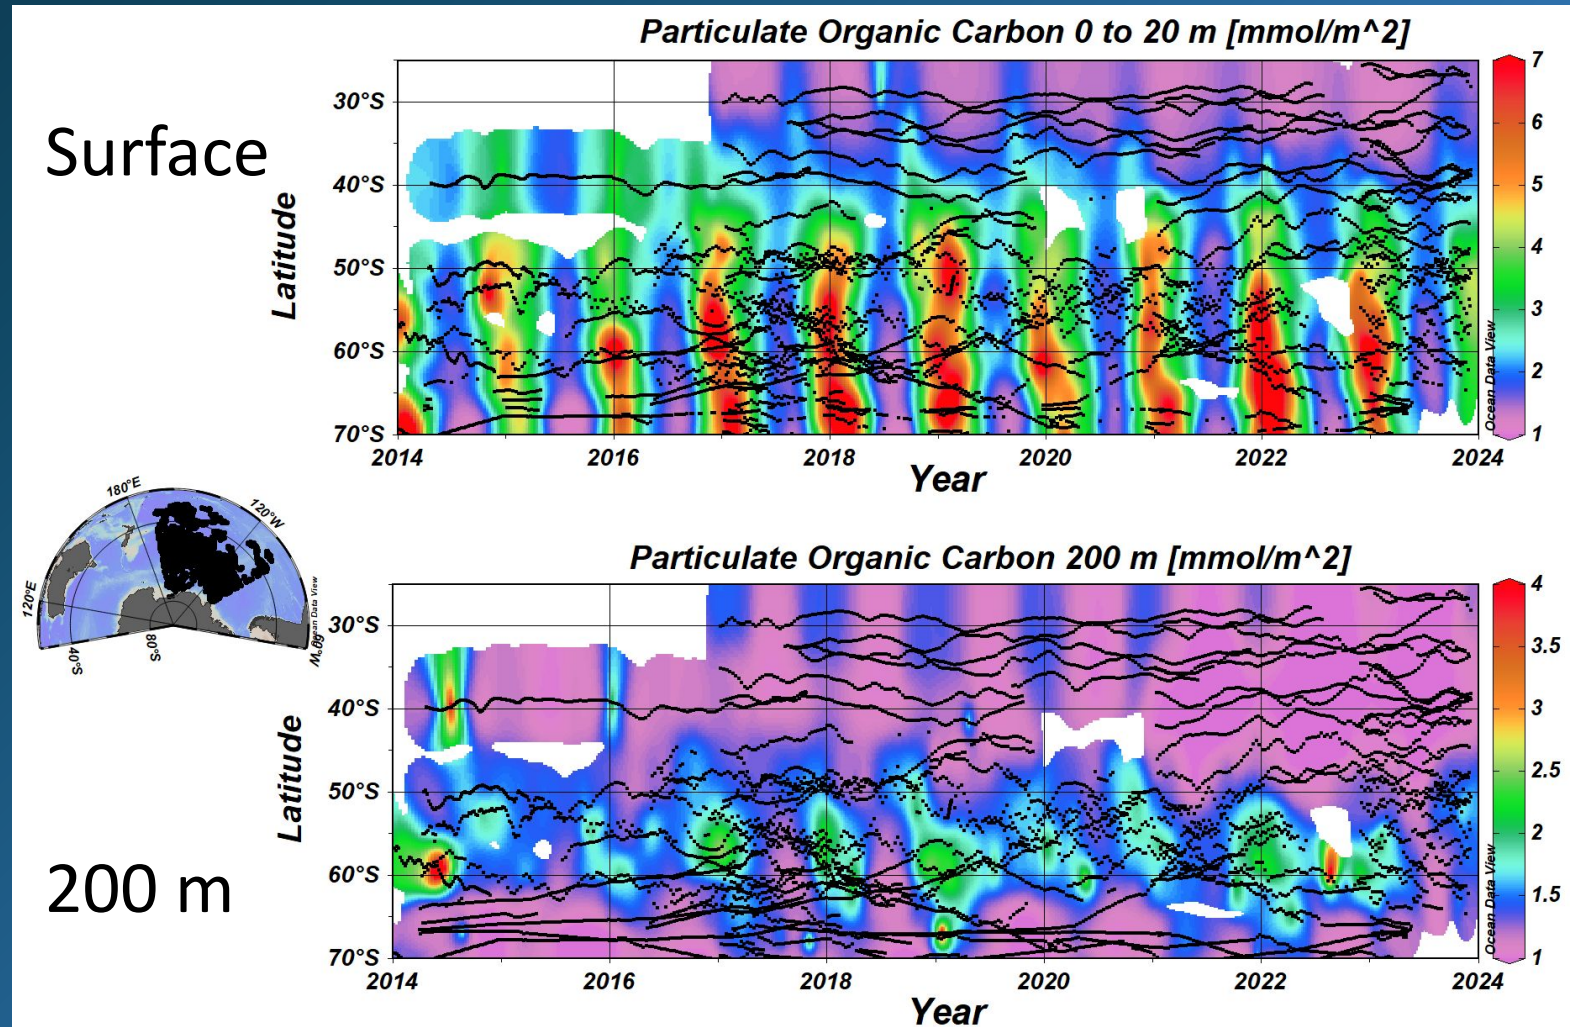 Particulate Organic Carbon 0 to 20 m [mmol/m^2]
Surface
Latitude
30°S
40°S
50°S
60°S
70°S
2014 2016 2018 2020 2022 2024
Year
7
6
5
4
3
2
1
Ocean Data View
180°E
120°W
120°E
60°W
40°S
80°S
Ocean Data View
Particulate Organic Carbon 200 m [mmol/m^2]
200 m
Latitude
30°S
40°S
50°S
60°S
70°S
2014 2016 2018 2020 2022 2024
Year
4
3.5
3
2.5
2
1.5
1
Ocean Data View